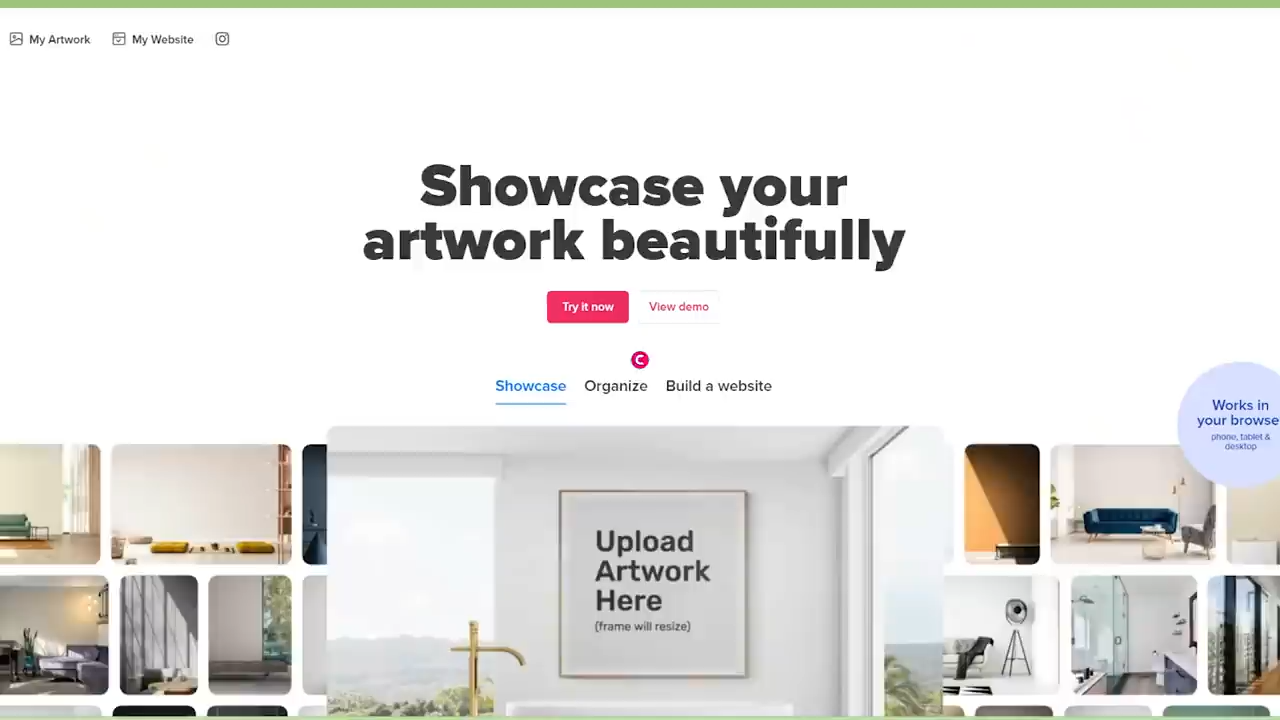 My Artwork My Website
Showcase your
artwork beautifully
Try it now View demo
C
Showcase Organize Build a website
Works in
your browse
phone, tablet &
desktop
Upload
Artwork
Here
(frame will resize)